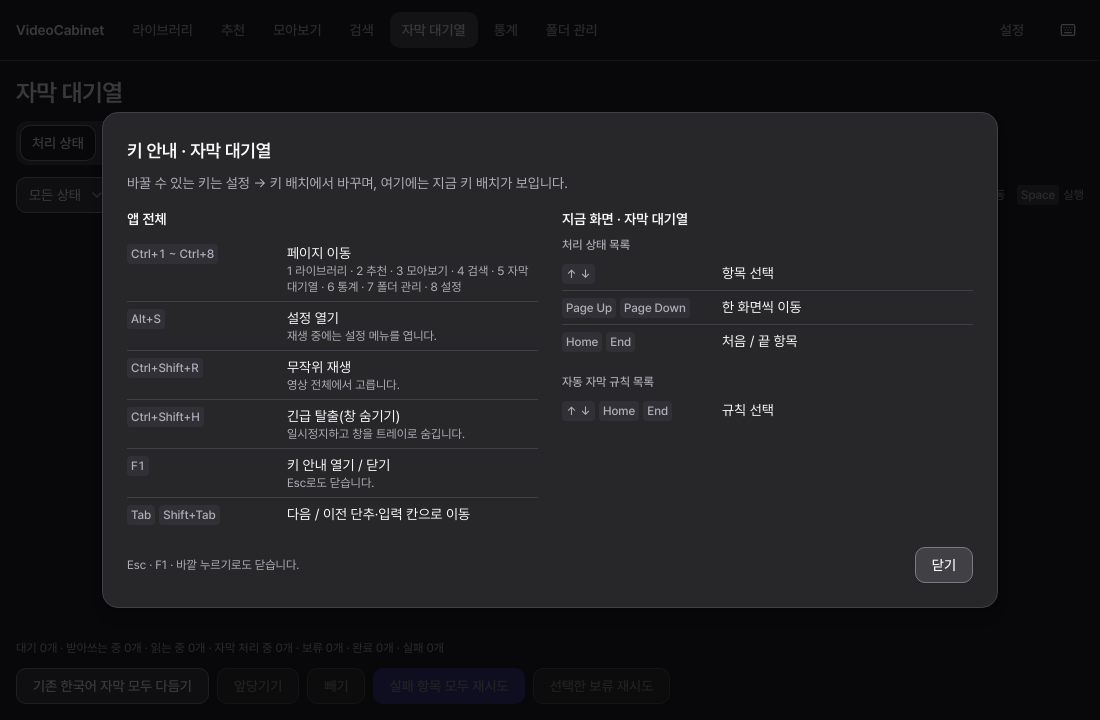 VideoCabinet 라이브러리 추천 모아보기 검색 자막 대기열 통계 폴더 관리 설정
자막 대기열
처리 상태
모든 상태
Space 실행
키 안내 · 자막 대기열
바꿀 수 있는 키는 설정 → 키 배치에서 바꾸며, 여기에는 지금 키 배치가 보입니다.
앱 전체
Ctrl+1 ~ Ctrl+8 페이지 이동
1 라이브러리 · 2 추천 · 3 모아보기 · 4 검색 · 5 자막
대기열 · 6 통계 · 7 폴더 관리 · 8 설정
Alt+S 설정 열기
재생 중에는 설정 메뉴를 엽니다.
Ctrl+Shift+R 무작위 재생
영상 전체에서 고릅니다.
Ctrl+Shift+H 긴급 탈출(창 숨기기)
일시정지하고 창을 트레이로 숨깁니다.
F1 키 안내 열기 / 닫기
Esc로도 닫습니다.
Tab Shift+Tab 다음 / 이전 단추·입력 칸으로 이동
지금 화면 · 자막 대기열
처리 상태 목록
↑ ↓ 항목 선택
Page Up Page Down 한 화면씩 이동
Home End 처음 / 끝 항목
자동 자막 규칙 목록
↑ ↓ Home End 규칙 선택
Esc · F1 · 바깥 누르기로도 닫습니다.
닫기
대기 0개 · 받아쓰는 중 0개 · 읽는 중 0개 · 자막 처리 중 0개 · 보류 0개 · 완료 0개 · 실패 0개
기존 한국어 자막 모두 다듬기 앞당기기 빼기 실패 항목 모두 재시도 선택한 보류 재시도